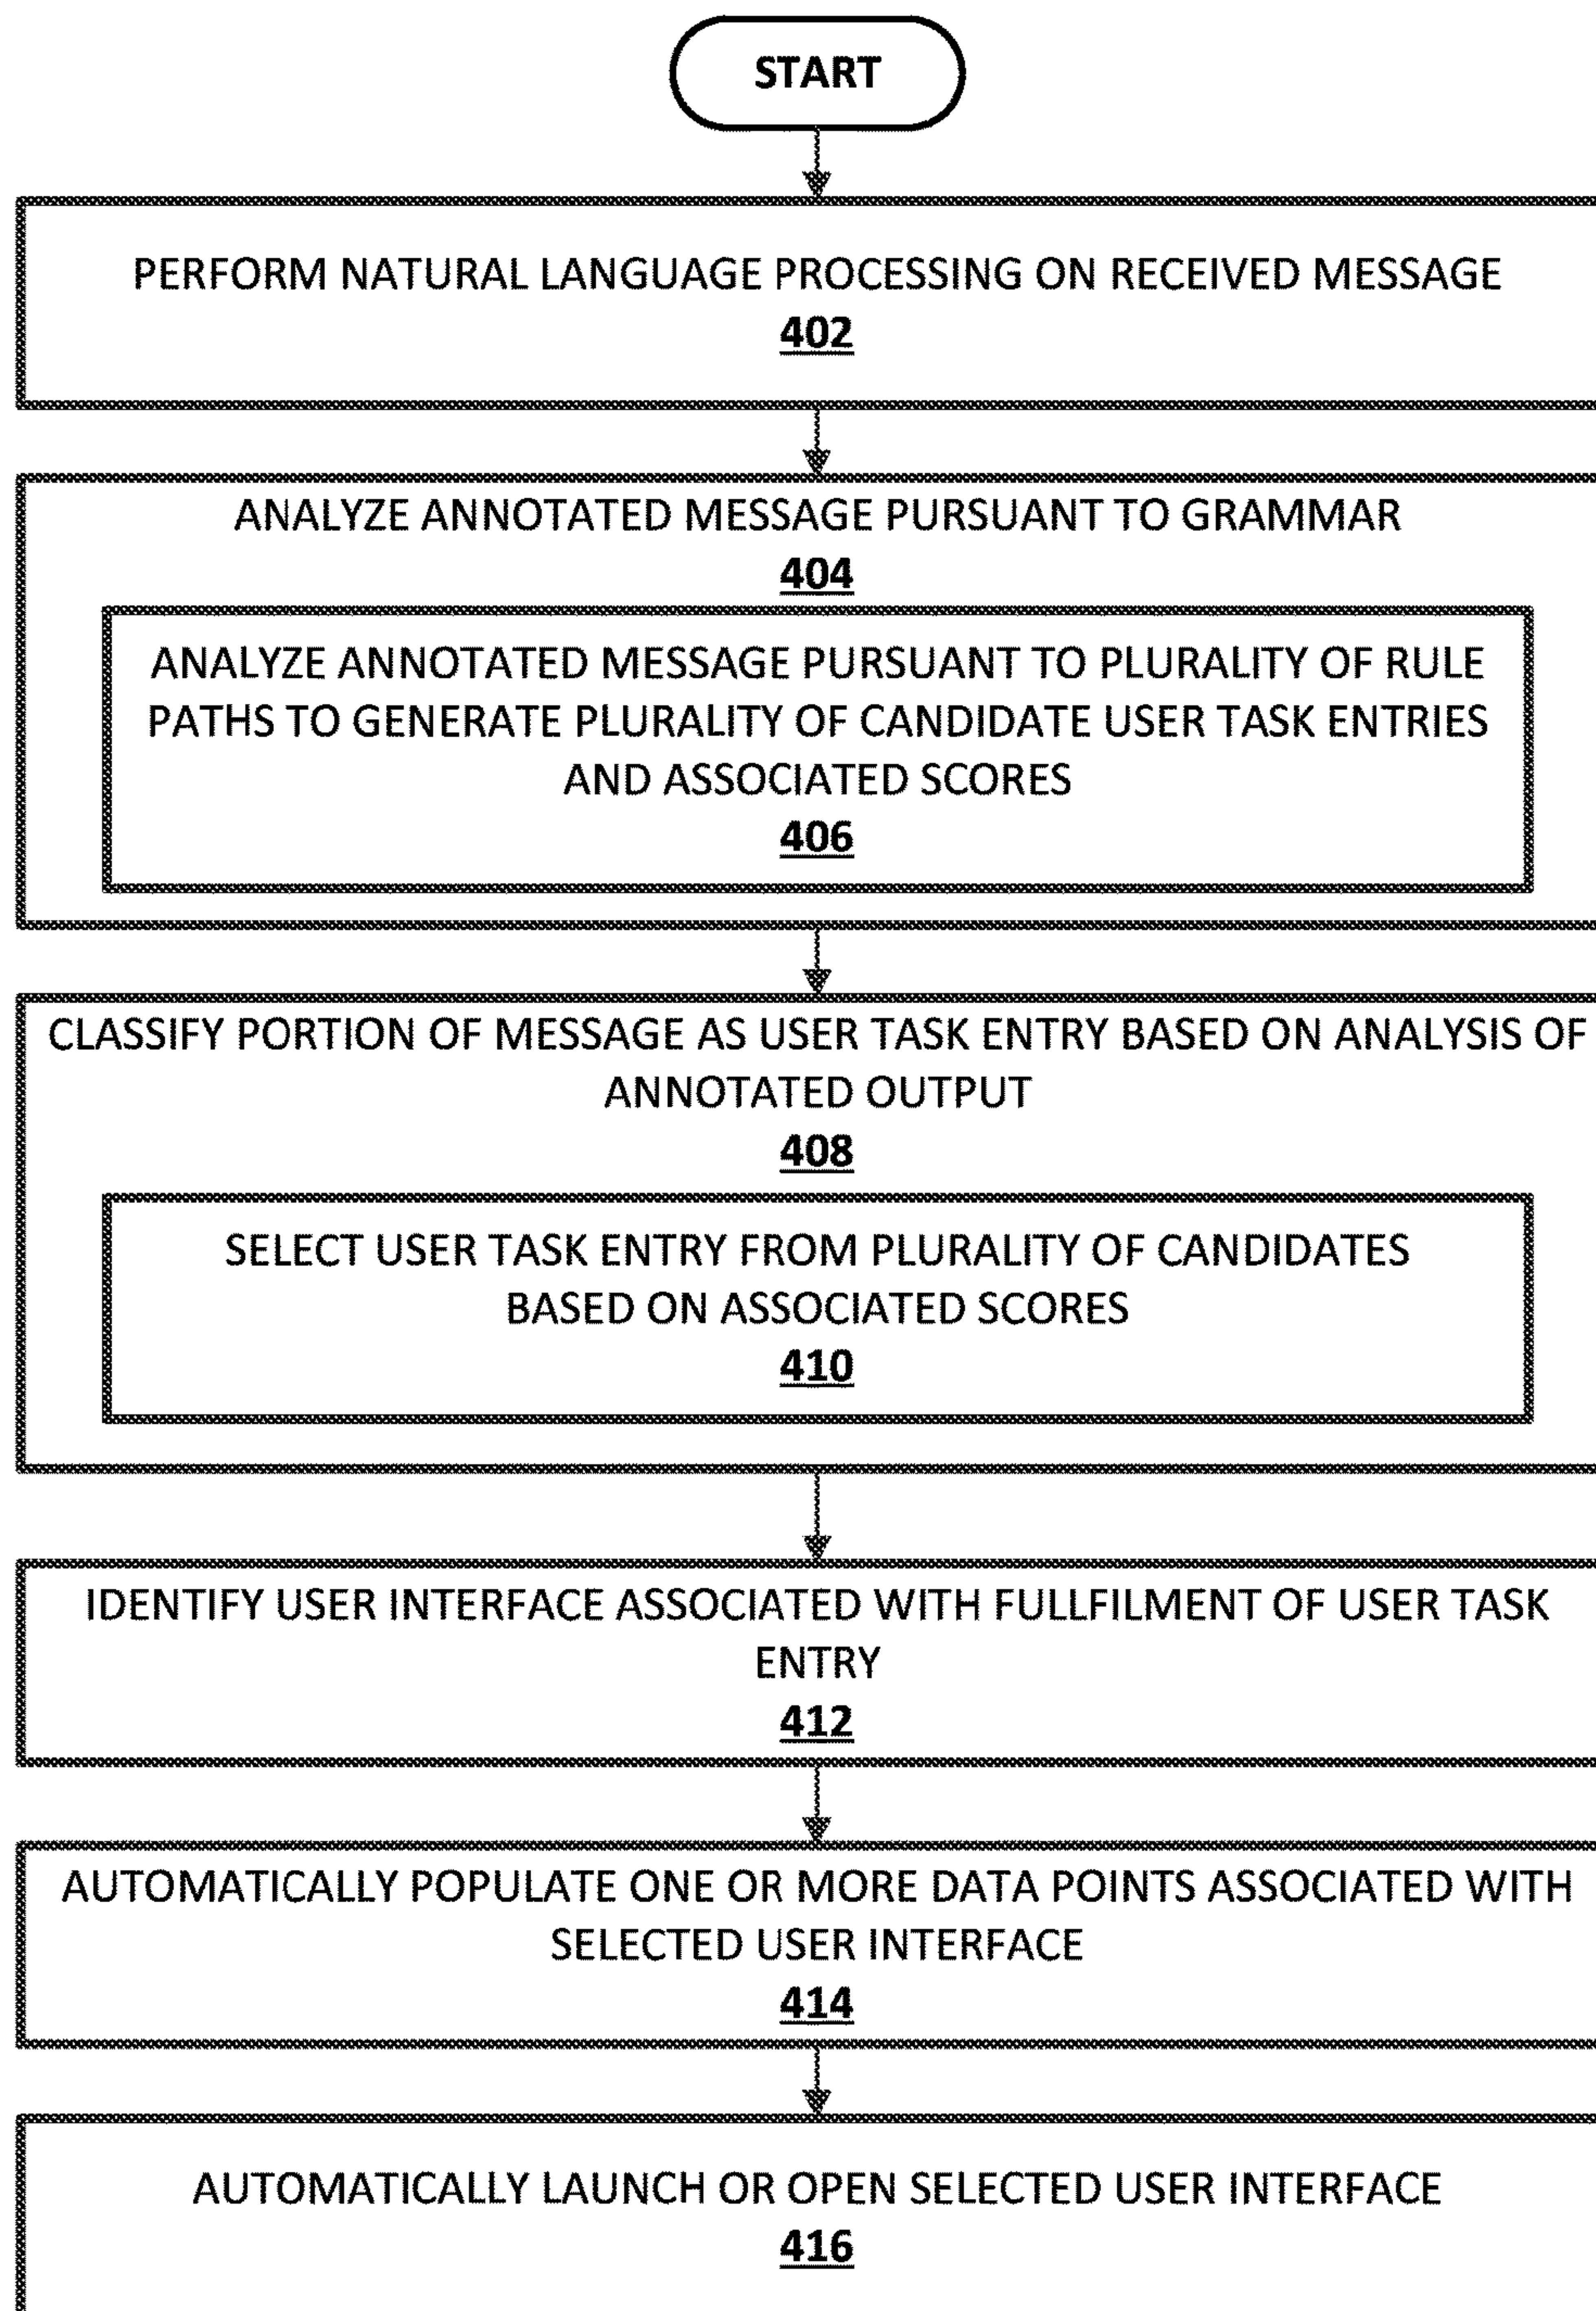 START
PERFORM NATURAL LANGUAGE PROCESSING ON RECEIVED MESSAGE
402
ANALYZE ANNOTATED MESSAGE PURSUANT TO GRAMMAR
404
ANALYZE ANNOTATED MESSAGE PURSUANT TO PLURALITY OF RULE
PATHS TO GENERATE PLURALITY OF CANDIDATE USER TASK ENTRIES
AND ASSOCIATED SCORES
406
CLASSIFY PORTION OF MESSAGE AS USER TASK ENTRY BASED ON ANALYSIS OF
ANNOTATED OUTPUT
408
SELECT USER TASK ENTRY FROM PLURALITY OF CANDIDATES
BASED ON ASSOCIATED SCORES
410
IDENTIFY USER INTERFACE ASSOCIATED WITH FULLFILMENT OF USER TASK
ENTRY
412
AUTOMATICALLY POPULATE ONE OR MORE DATA POINTS ASSOCIATED WITH
SELECTED USER INTERFACE
414
AUTOMATICALLY LAUNCH OR OPEN SELECTED USER INTERFACE
416